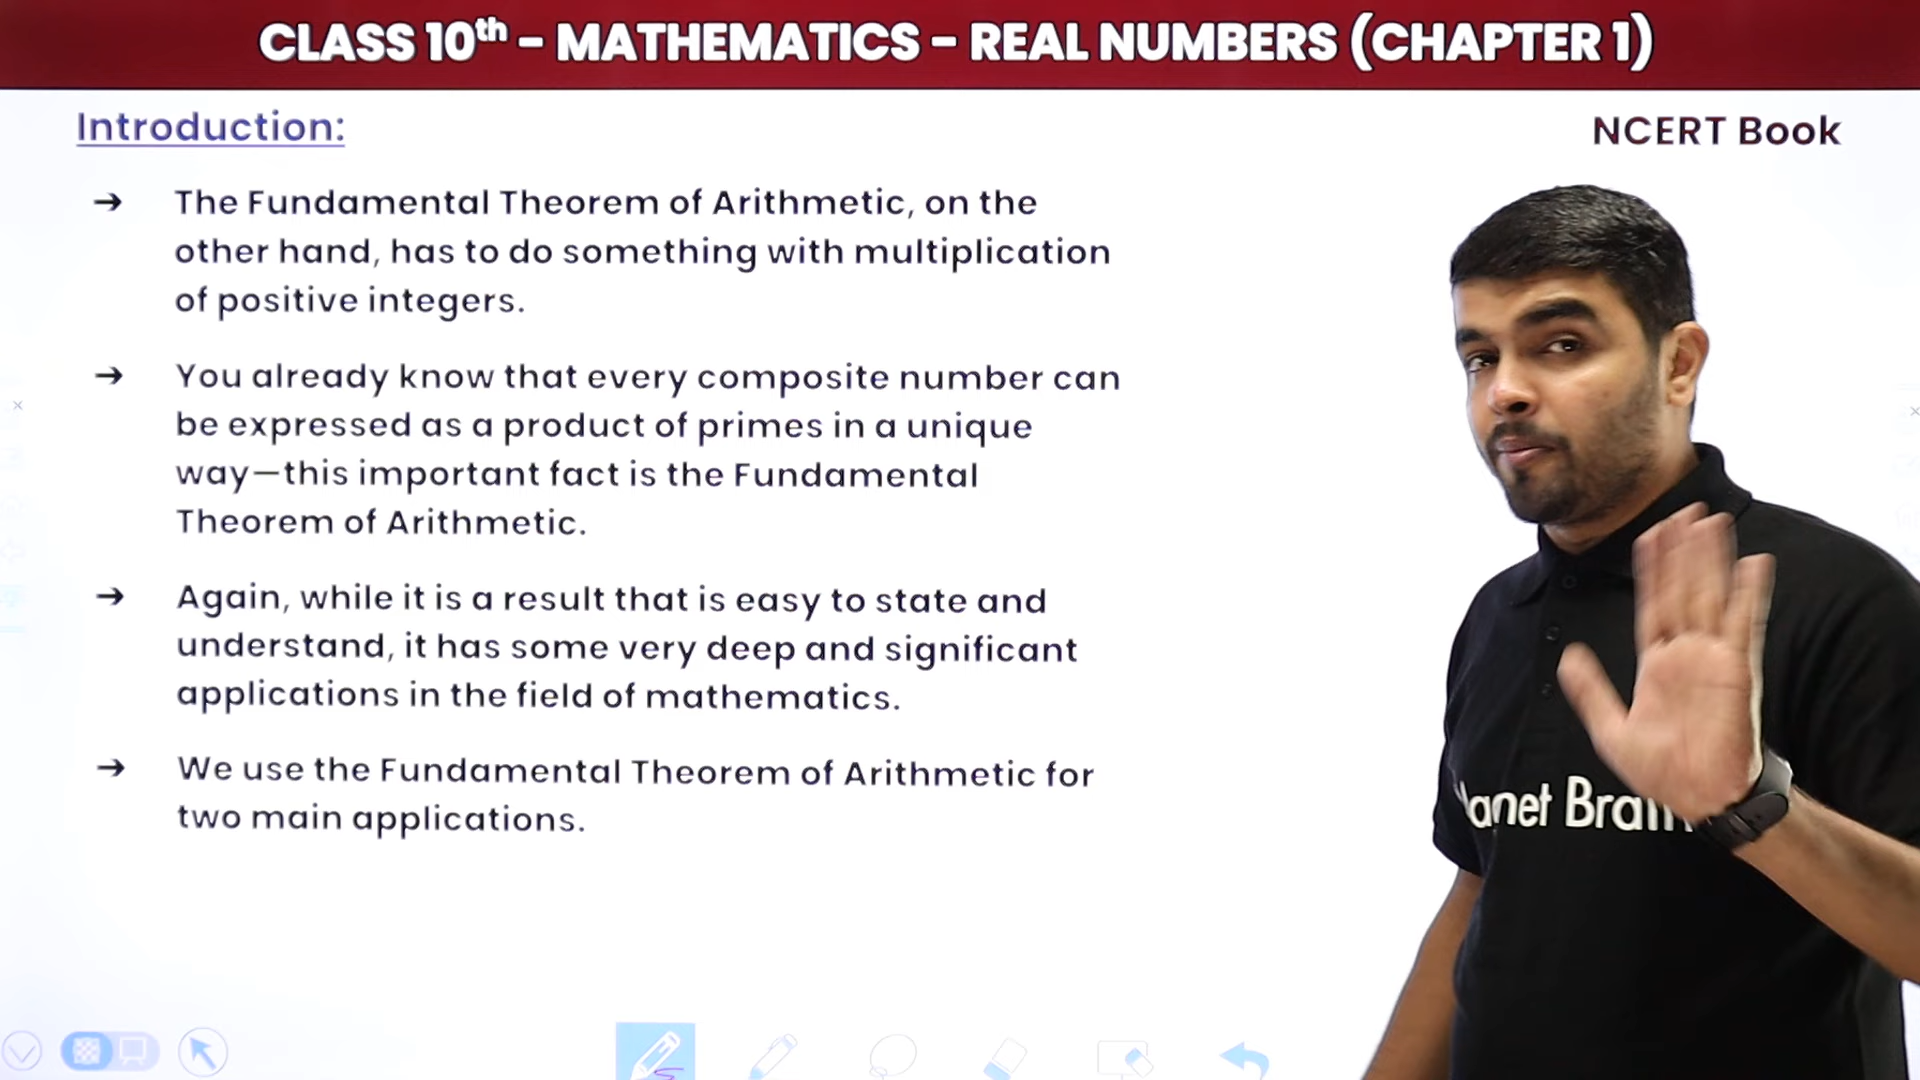 CLASS 10th - MATHEMATICS - REAL NUMBERS (CHAPTER 1)
Introduction:
NCERT Book
➔ The Fundamental Theorem of Arithmetic, on the
other hand, has to do something with multiplication
of positive integers.
➔ You already know that every composite number can
be expressed as a product of primes in a unique
way—this important fact is the Fundamental
Theorem of Arithmetic.
➔ Again, while it is a result that is easy to state and
understand, it has some very deep and significant
applications in the field of mathematics.
➔ We use the Fundamental Theorem of Arithmetic for
two main applications.
lanet Brain